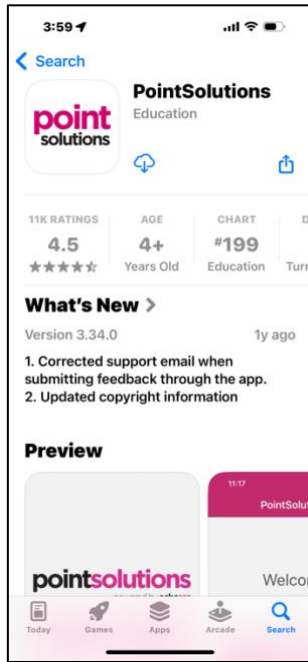 3:59
Search
point
solutions
PointSolutions
Education
11K RATINGS
AGE
CHART
4.5
4+
#199
Years Old
Education
What's New
Version 3.34.0
1y ago
1. Corrected support email when
submitting feedback through the app.
2. Updated copyright information
Preview
pointsolutions
11:17
Today
Games
Apps
Arcade
Search